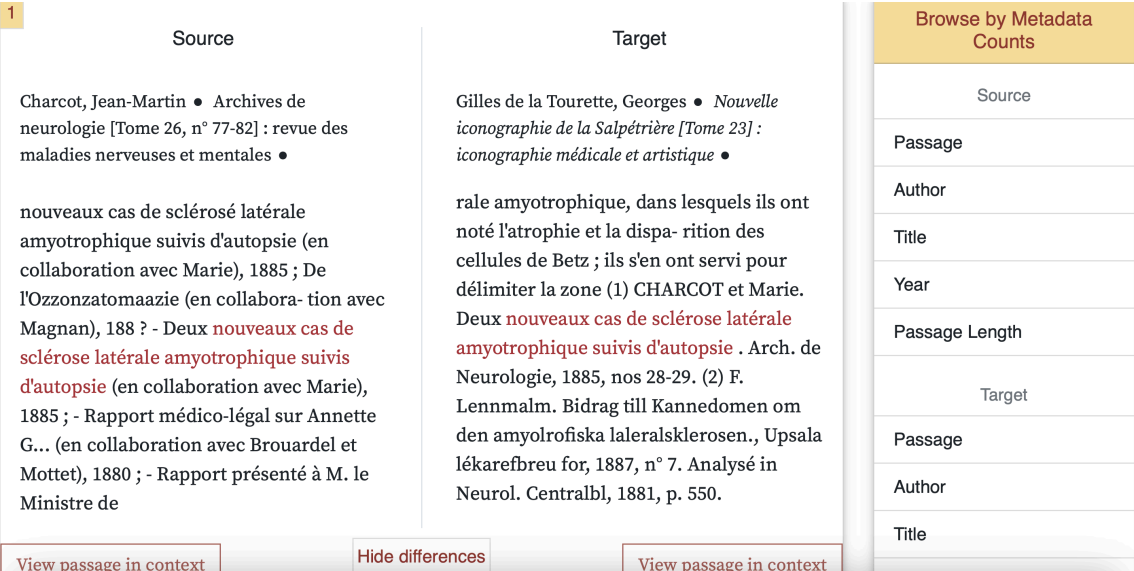 1
Source
Charcot, Jean-Martin ● Archives de
neurologie [Tome 26, n° 77-82] : revue des
maladies nerveuses et mentales ●
nouveaux cas de sclérosé latérale
amyotrophique suivis d'autopsie (en
collaboration avec Marie), 1885 ; De
l'Ozzonzatomaazie (en collabora- tion avec
Magnan), 188 ? - Deux nouveaux cas de
sclérose latérale amyotrophique suivis
d'autopsie (en collaboration avec Marie),
1885 ; - Rapport médico-légal sur Annette
G... (en collaboration avec Brouardel et
Mottet), 1880 ; - Rapport présenté à M. le
Ministre de
View passage in context
Hide differences
Target
Gilles de la Tourette, Georges ● Nouvelle
iconographie de la Salpétrière [Tome 23] :
iconographie médicale et artistique ●
rale amyotrophique, dans lesquels ils ont
noté l'atrophie et la dispa- rition des
cellules de Betz ; ils s'en ont servi pour
délimiter la zone (1) CHARCOT et Marie.
Deux nouveaux cas de sclérose latérale
amyotrophique suivis d'autopsie . Arch. de
Neurologie, 1885, nos 28-29. (2) F.
Lennmalm. Bidrag till Kannedomen om
den amyolrofiska laleralsklerosen., Upsala
lékarefbreu for, 1887, n° 7. Analysé in
Neurol. Centralbl, 1881, p. 550.
View passage in context
Browse by Metadata
Counts
Source
Passage
Author
Title
Year
Passage Length
Target
Passage
Author
Title